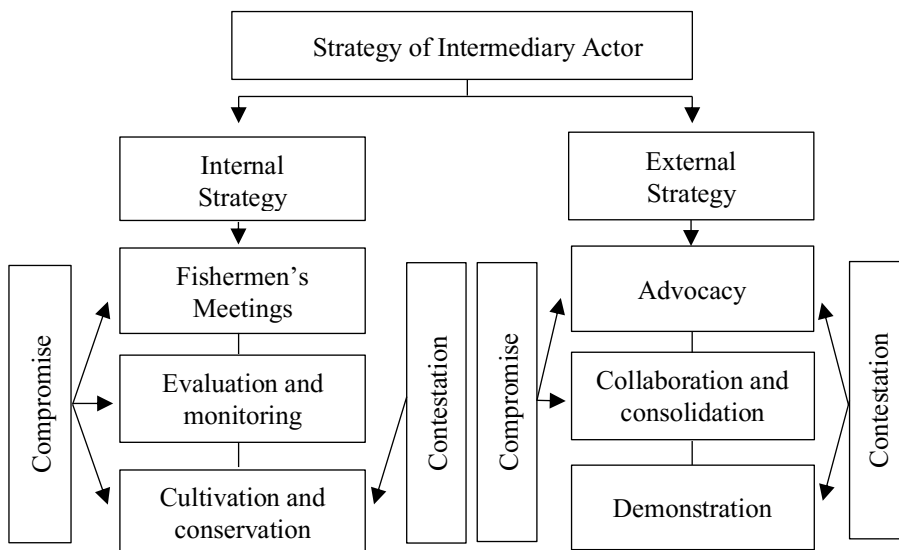 Strategy of Intermediary Actor
Internal
Strategy
External
Strategy
Compromise
Fishermen’s
Meetings
Evaluation and
monitoring
Cultivation and
conservation
Contestation
Compromise
Advocacy
Collaboration and
consolidation
Demonstration
Contestation